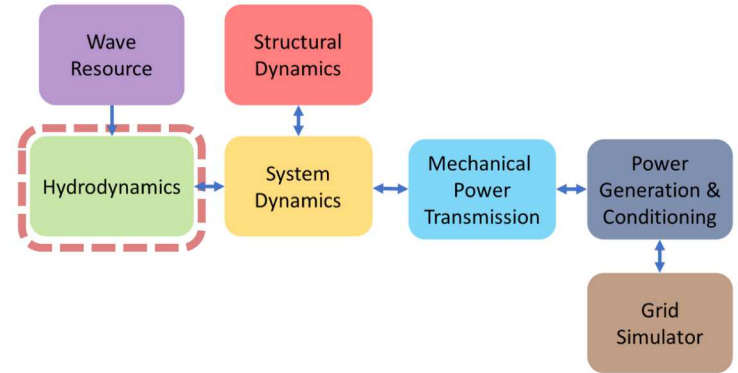 Wave
Resource
Structural
Dynamics
Hydrodynamics
System
Dynamics
Mechanical
Power
Transmission
Power
Generation &
Conditioning
Grid
Simulator